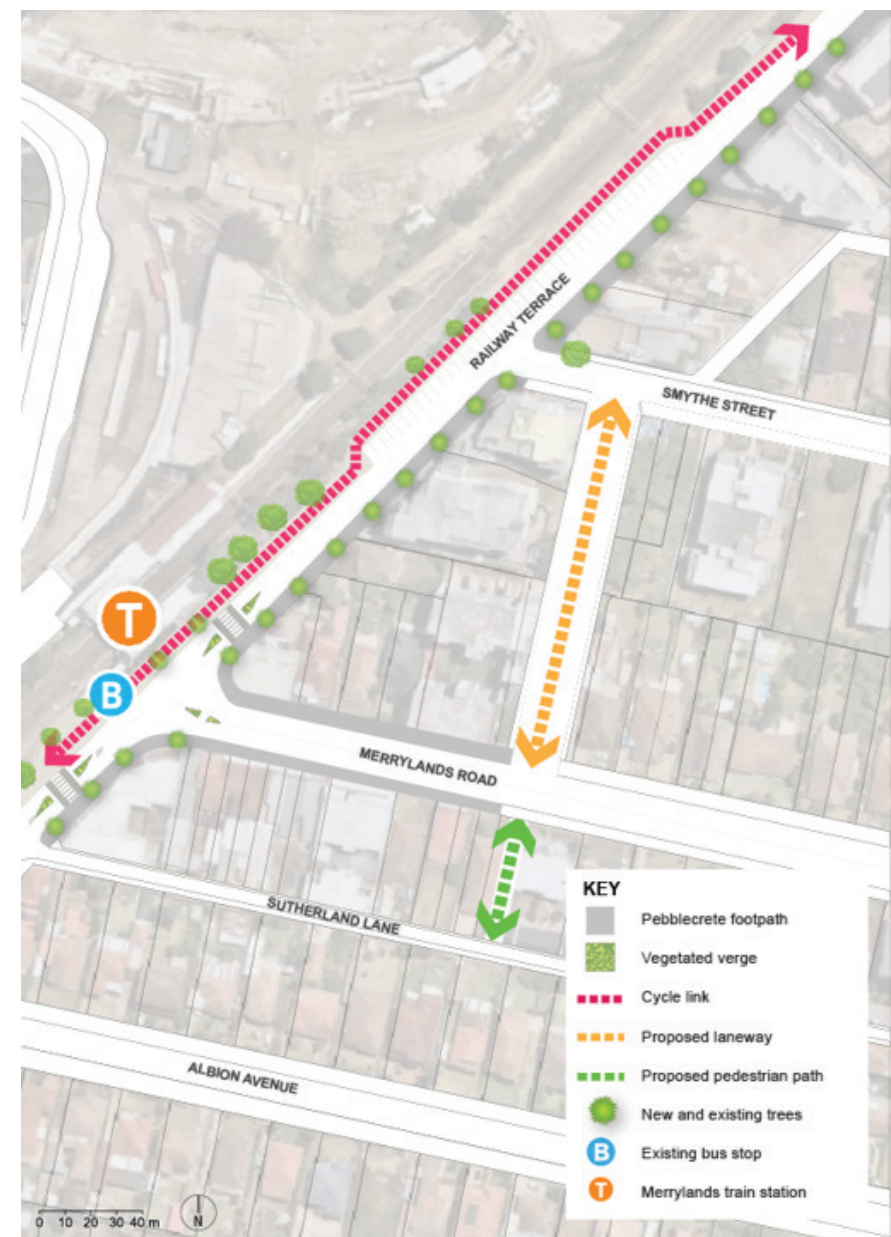 RAILWAY TERRACE
SMYTHE STREET
T
B
MERRYLANDS ROAD
SUTHERLAND LANE
ALBION AVENUE
KEY
Pebblecrete footpath
Vegetated verge
Cycle link
Proposed laneway
Proposed pedestrian path
New and existing trees
B Existing bus stop
T Merrylands train station
0 10 20 30 40 m
N